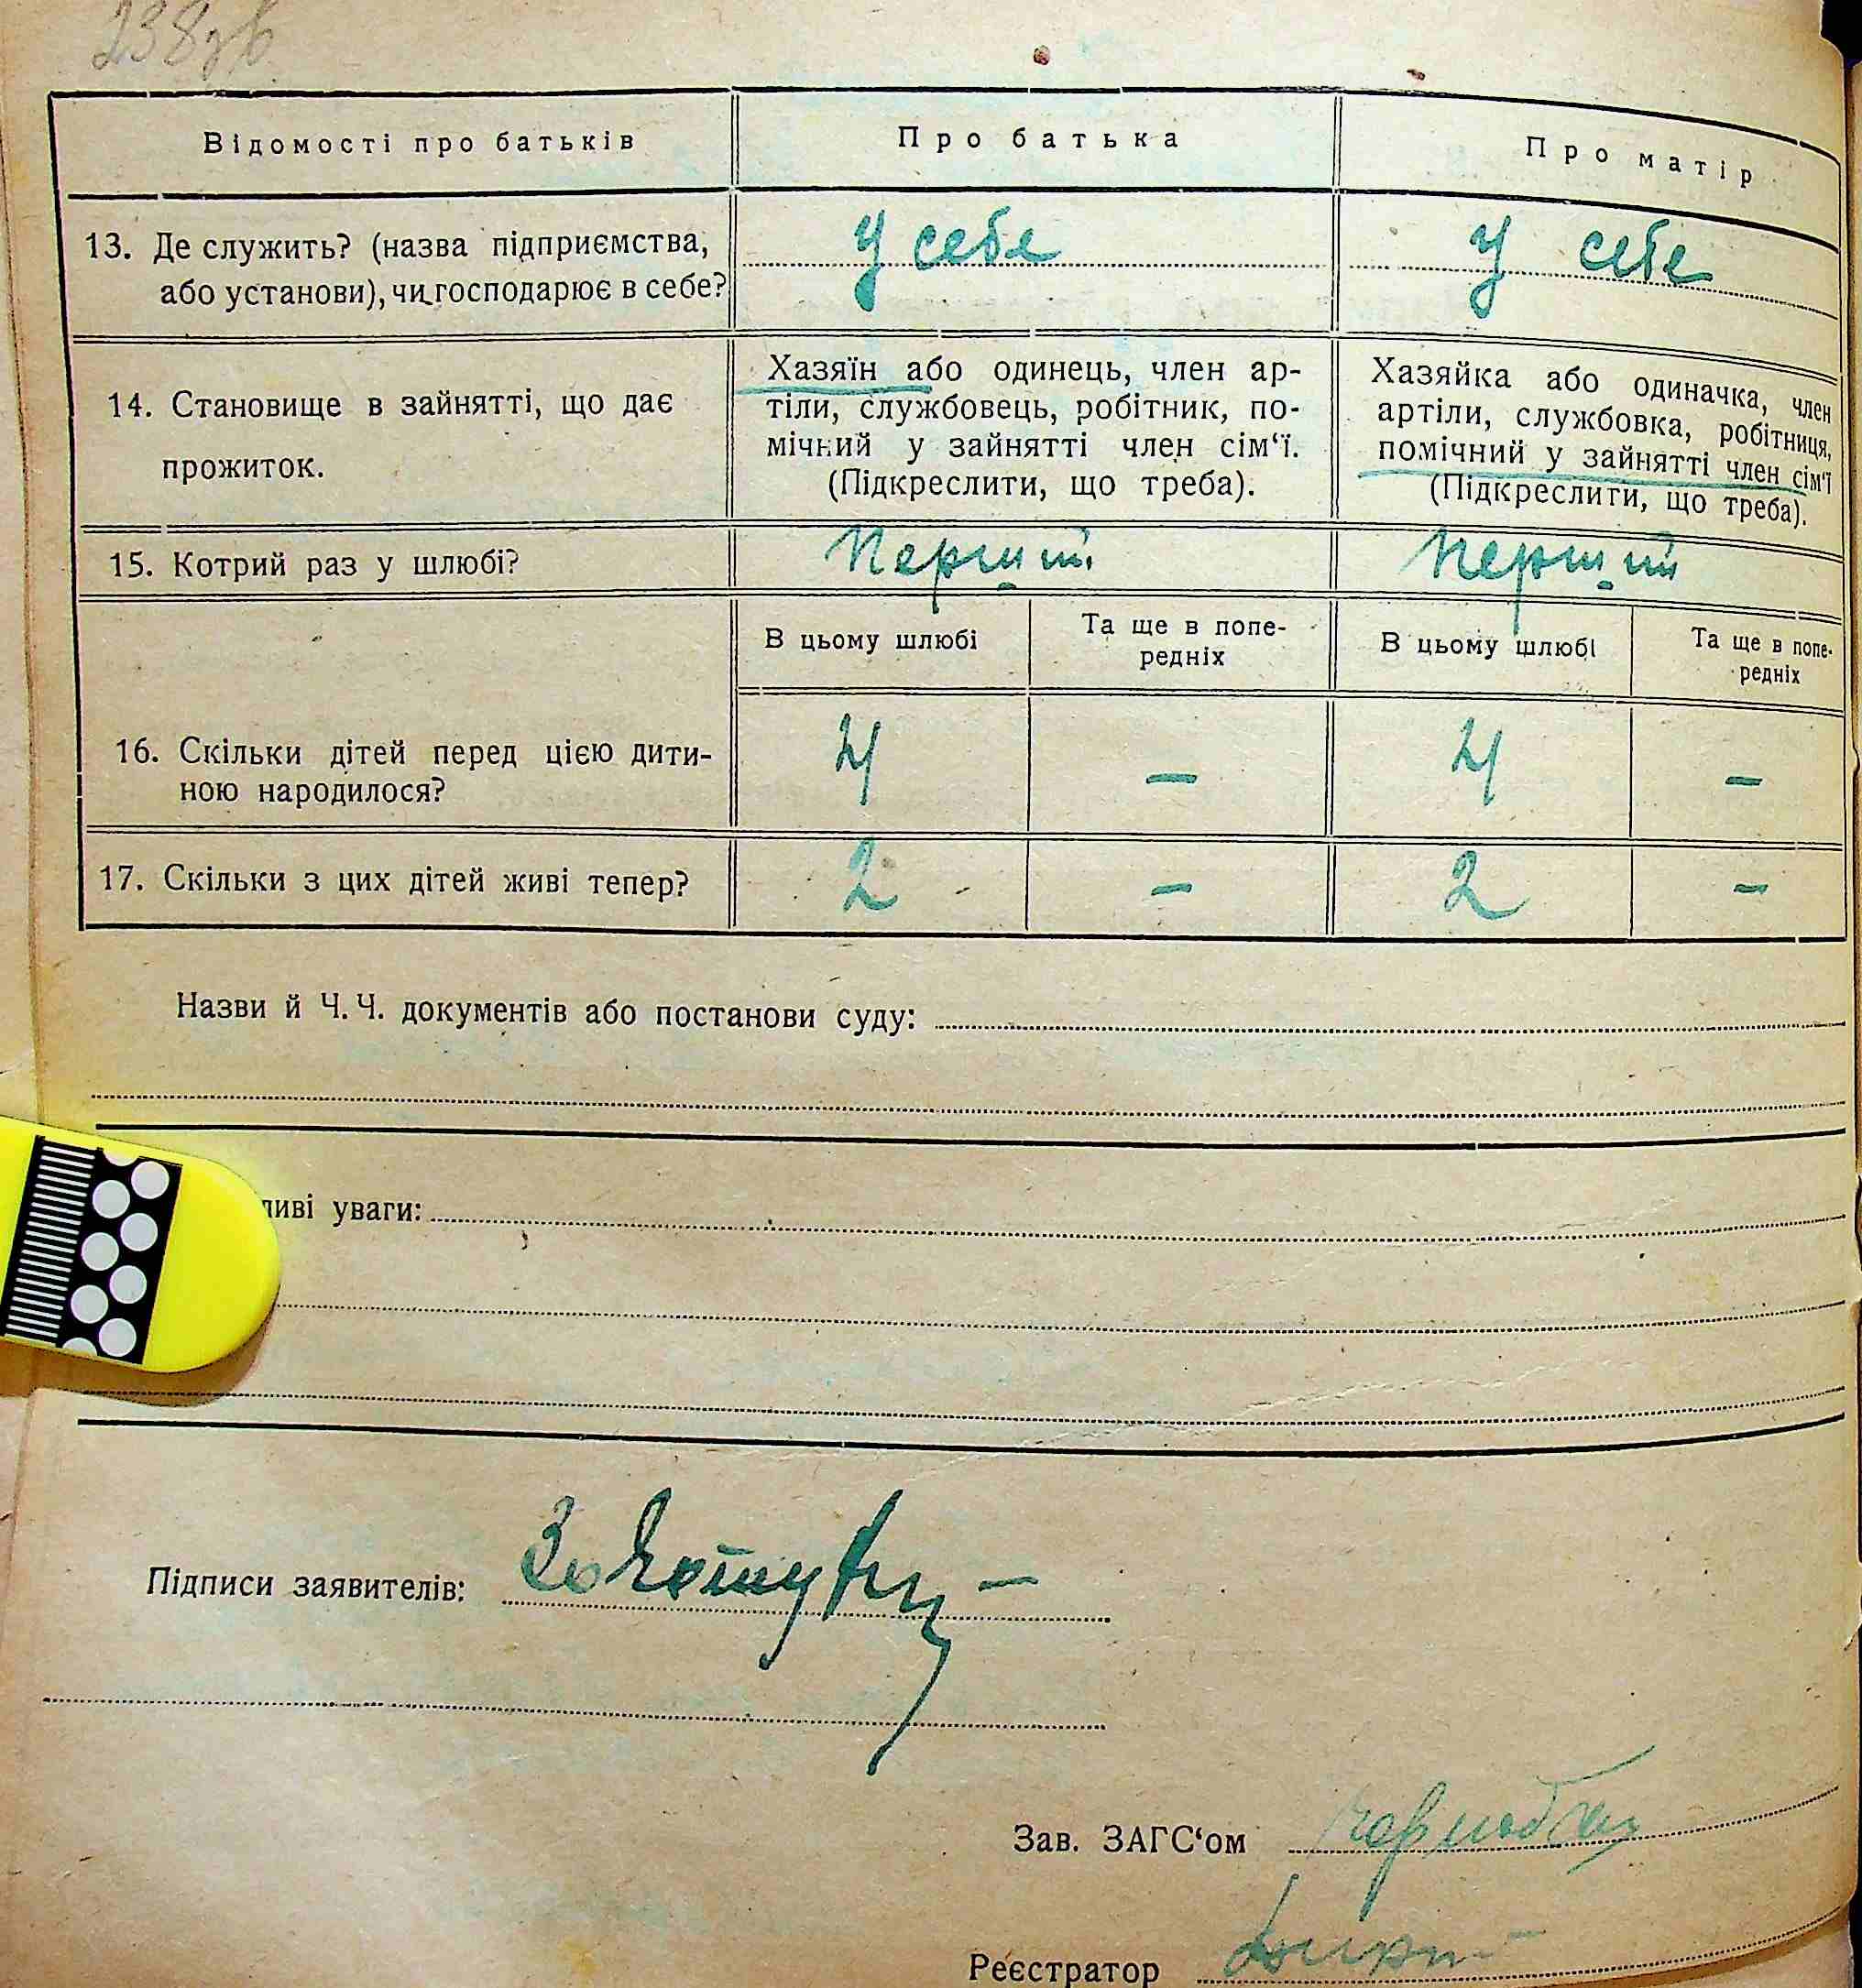 238зв
Відомості про батьків
Про батька
Про матір
13. Де служить? (назва підприємства,
або установи), чи господарює в себе?
У себе
У себе
14. Становище в зайнятті, що дає
прожиток.
Хазяїн або одинець, член ар-
тіли, службовець, робітник, по-
мічний у зайнятті член сім‘ї.
(Підкреслити, що треба).
Хазяйка або одиначка, член
артіли, службовка, робітниця,
помічний у зайнятті член сім‘ї
(Підкреслити, що треба).
15. Котрий раз у шлюбі?
Перший
Перший
В цьому шлюбі
Та ще в попе-
редніх
В цьому шлюбі
Та ще в попе-
редніх
16. Скільки дітей перед цією дити-
ною народилося?
4
–
4
–
17. Скільки з цих дітей живі тепер?
2
–
2
–
Назви й Ч. Ч. документів або постанови суду:
ливі уваги:
Підписи заявителів:
Зав. ЗАГС‘ом
Реєстратор